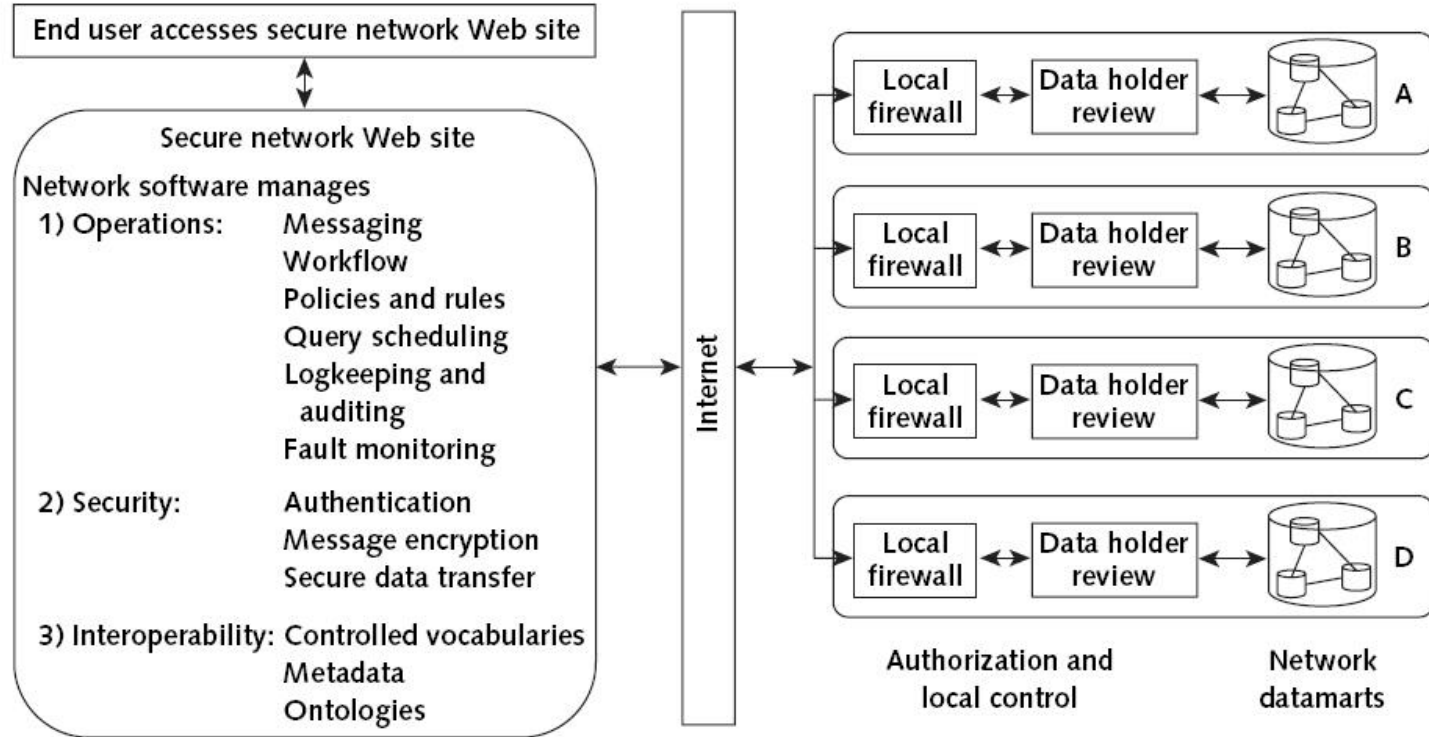 End user accesses secure network Web site
Secure network Web site
Network software manages
1) Operations: Messaging
Workflow
Policies and rules
Query scheduling
Logkeeping and
auditing
Fault monitoring
2) Security: Authentication
Message encryption
Secure data transfer
3) Interoperability: Controlled vocabularies
Metadata
Ontologies
Internet
Local
firewall
Data holder
review
A
Local
firewall
Data holder
review
B
Local
firewall
Data holder
review
C
Local
firewall
Data holder
review
D
Authorization and
local control
Network
datamarts